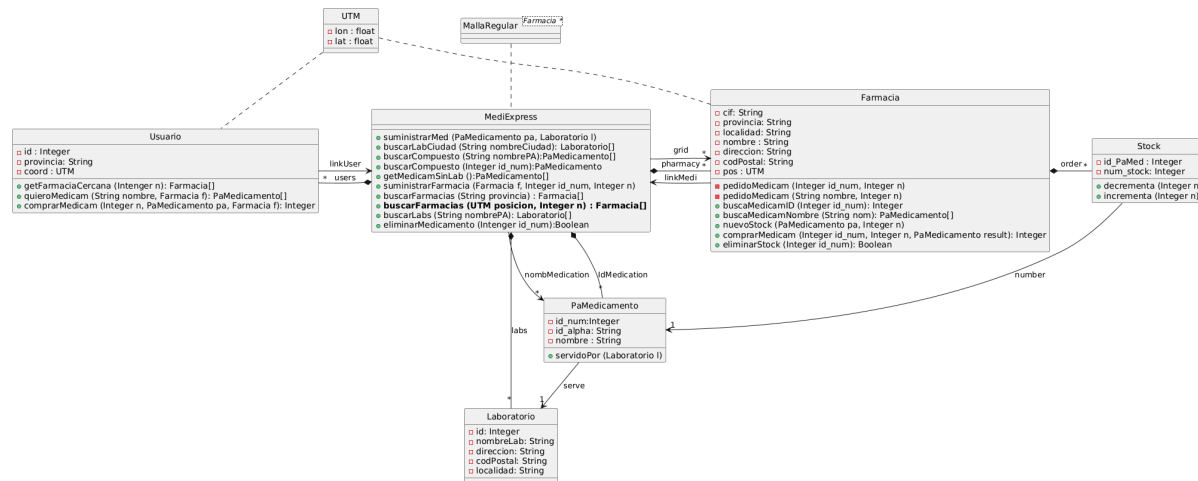 UTM
lon : float
lat : float
MallaRegular
Farmacia *
Usuario
id : Integer
provincia: String
coord : UTM
getFarmaciaCercana (Intenger n): Farmacia[]
quieroMedicam (String nombre, Farmacia f): PaMedicamento[]
comprarMedicam (Integer n, PaMedicamento pa, Farmacia f): Integer
linkUser
* users
MediExpress
suministrarMed (PaMedicamento pa, Laboratorio l)
buscarLabCiudad (String nombreCiudad): Laboratorio[]
buscarCompuesto (String nombrePA):PaMedicamento[]
buscarCompuesto (Integer id_num):PaMedicamento
getMedicamSinLab ():PaMedicamento[]
suministrarFarmacia (Farmacia f, Integer id_num, Integer n)
buscarFarmacias (String provincia) : Farmacia[]
buscarFarmacias (UTM posicion, Integer n) : Farmacia[]
buscarLabs (String nombrePA): Laboratorio[]
eliminarMedicamento (Intenger id_num):Boolean
grid *
pharmacy *
linkMedi
Farmacia
cif: String
provincia: String
localidad: String
nombre : String
direccion: String
codPostal: String
pos : UTM
pedidoMedicam (Integer id_num, Integer n)
pedidoMedicam (String nombre, Integer n)
buscaMedicamID (Integer id_num): Integer
buscaMedicamNombre (String nom): PaMedicamento[]
nuevoStock (PaMedicamento pa, Integer n)
comprarMedicam (Integer id_num, Integer n, PaMedicamento result): Integer
eliminarStock (Integer id_num): Boolean
order *
Stock
id_PaMed : Integer
num_stock: Integer
decrementa (Integer n
incrementa (Integer n)
nombMedication
*
IdMedication
*
number
1
PaMedicamento
id_num:Integer
id_alpha: String
nombre : String
servidoPor (Laboratorio l)
labs
*
serve
1
Laboratorio
id: Integer
nombreLab: String
direccion: String
codPostal: String
localidad: String